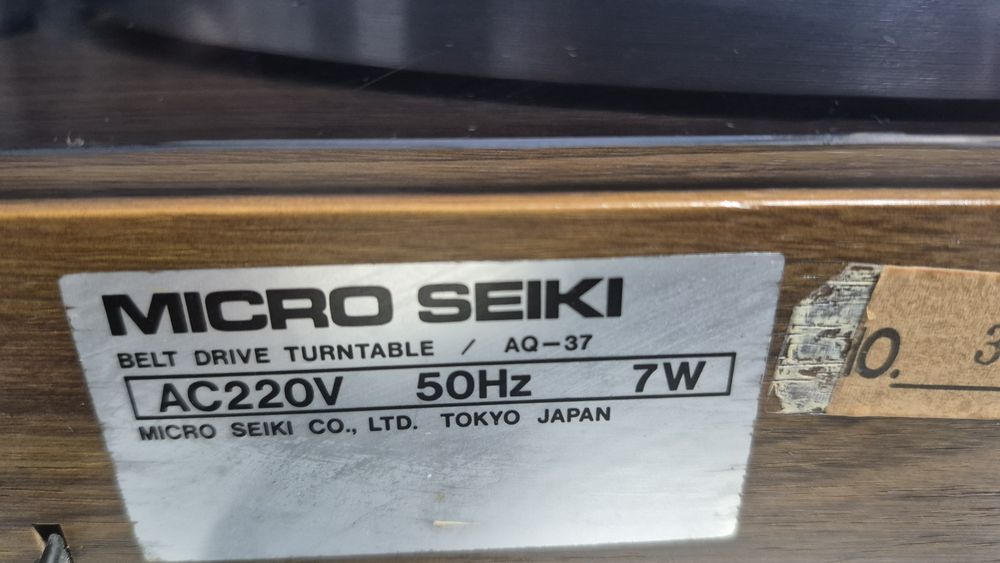 MICRO SEIKI
BELT DRIVE TURNTABLE / AQ-37
AC220V 50Hz 7W
MICRO SEIKI CO., LTD. TOKYO JAPAN